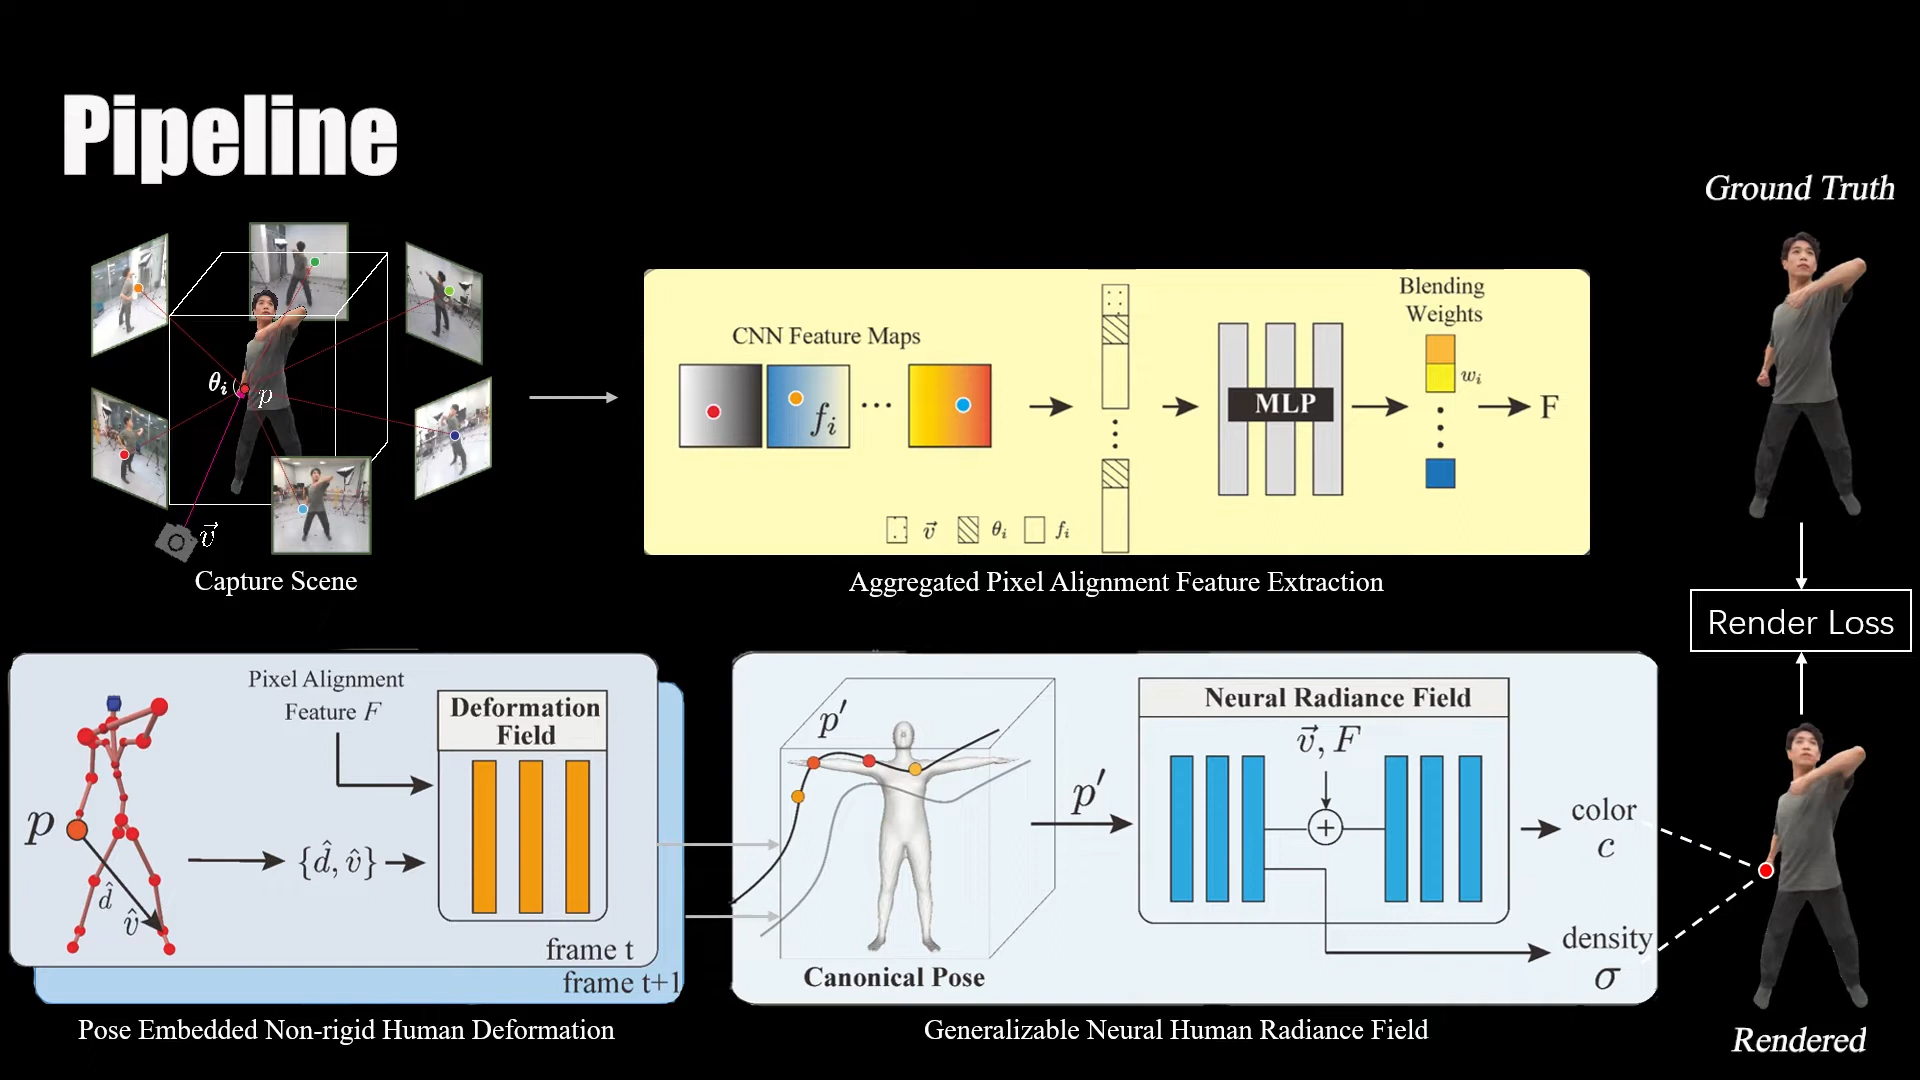 Pipeline
Ground Truth
θi
p
v⃗
Capture Scene
CNN Feature Maps
fi
...
v⃗
θi
fi
MLP
Blending
Weights
wi
F
Aggregated Pixel Alignment Feature Extraction
Render Loss
Pixel Alignment
Feature F
p
d̂
v̂
{d̂, v̂}
Deformation
Field
frame t
frame t+1
Pose Embedded Non-rigid Human Deformation
p′
Canonical Pose
p′
Neural Radiance Field
v⃗, F
+
color
c
density
σ
Generalizable Neural Human Radiance Field
Rendered